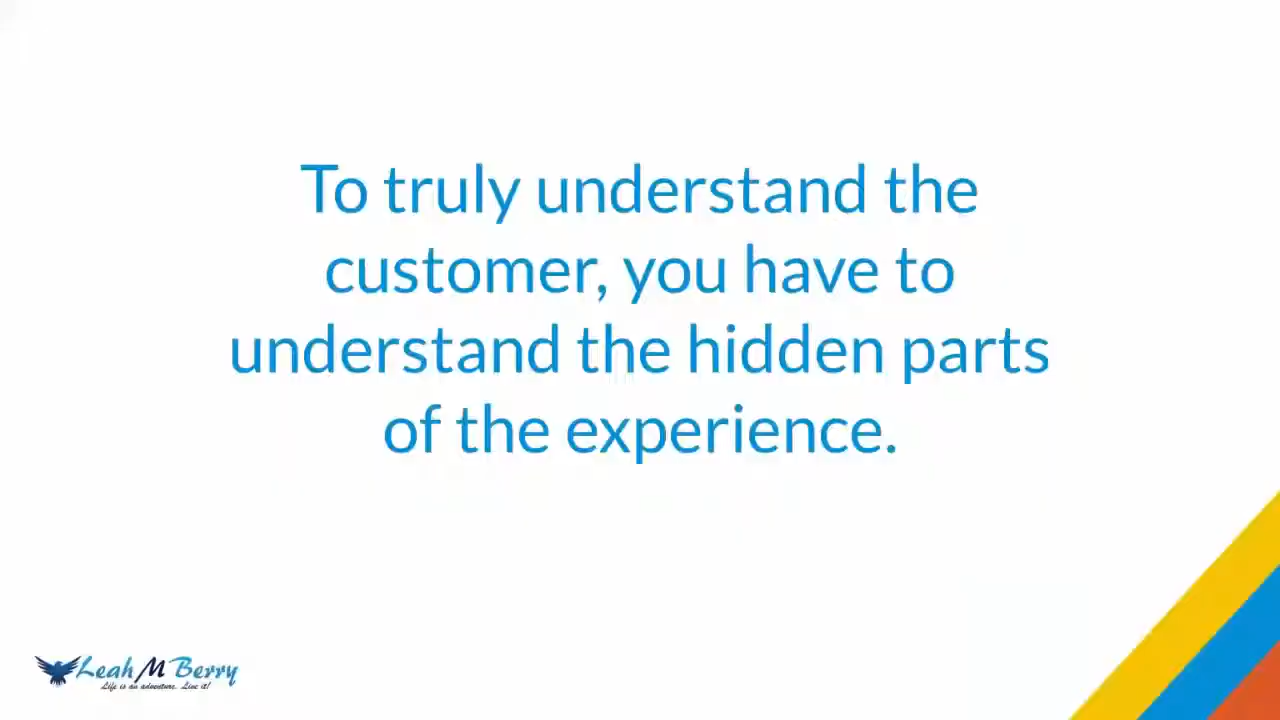 To truly understand the
customer, you have to
understand the hidden parts
of the experience.
Leah M Berry
Life is an adventure. Live it!